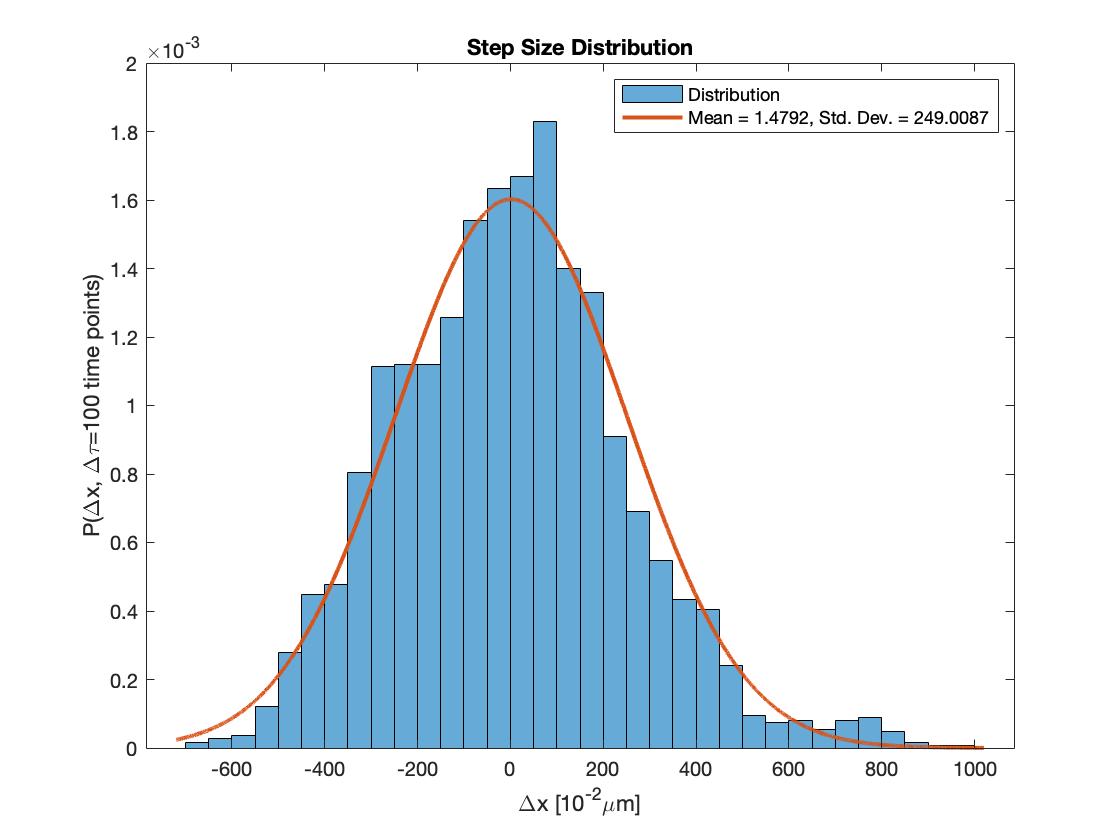 Step Size Distribution
×10⁻³
Distribution
Mean = 1.4792, Std. Dev. = 249.0087
2
1.8
1.6
1.4
1.2
1
0.8
0.6
0.4
0.2
0
P(Δx, Δτ=100 time points)
-600 -400 -200 0 200 400 600 800 1000
Δx [10⁻²μm]